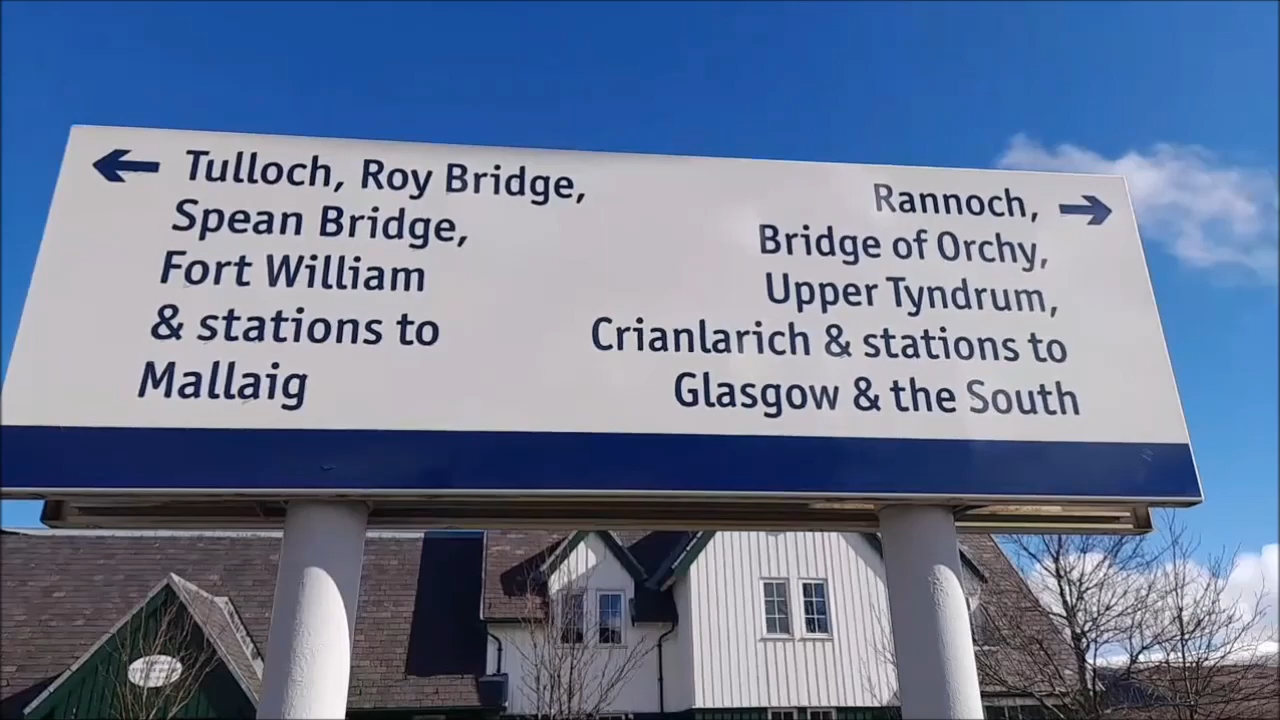 Tulloch, Roy Bridge,
Spean Bridge,
Fort William
& stations to
Mallaig
Rannoch,
Bridge of Orchy,
Upper Tyndrum,
Crianlarich & stations to
Glasgow & the South